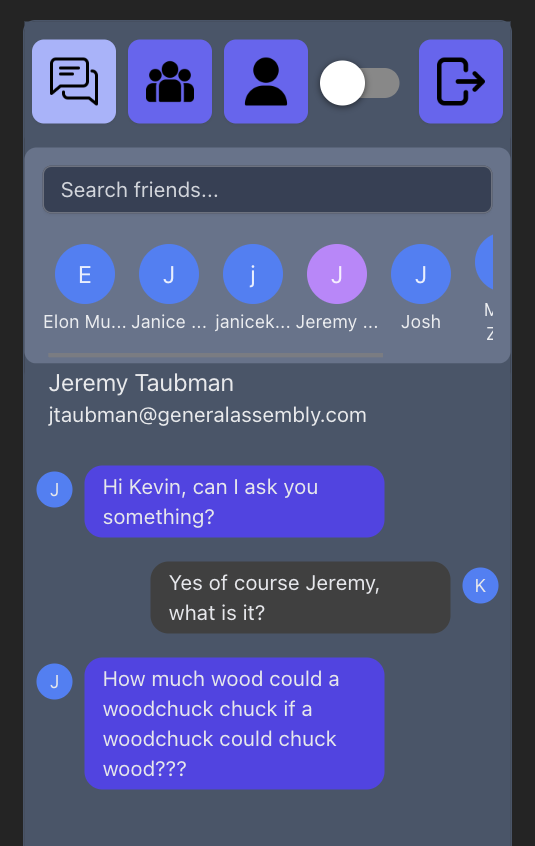 Search friends...
E J j J J
Elon Mu... Janice ... janicek... Jeremy ... Josh M
Z
Jeremy Taubman
jtaubman@generalassembly.com
J
Hi Kevin, can I ask you
something?
Yes of course Jeremy,
what is it?
K
J
How much wood could a
woodchuck chuck if a
woodchuck could chuck
wood???